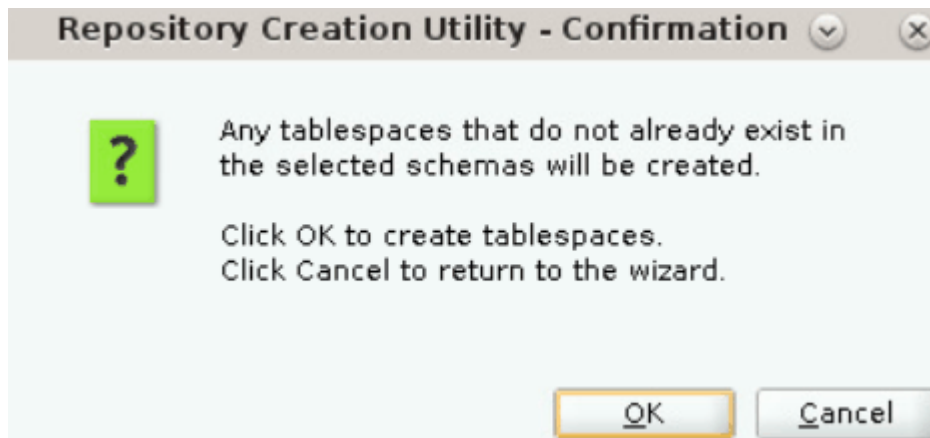 Repository Creation Utility - Confirmation
?
Any tablespaces that do not already exist in
the selected schemas will be created.
Click OK to create tablespaces.
Click Cancel to return to the wizard.
OK
Cancel